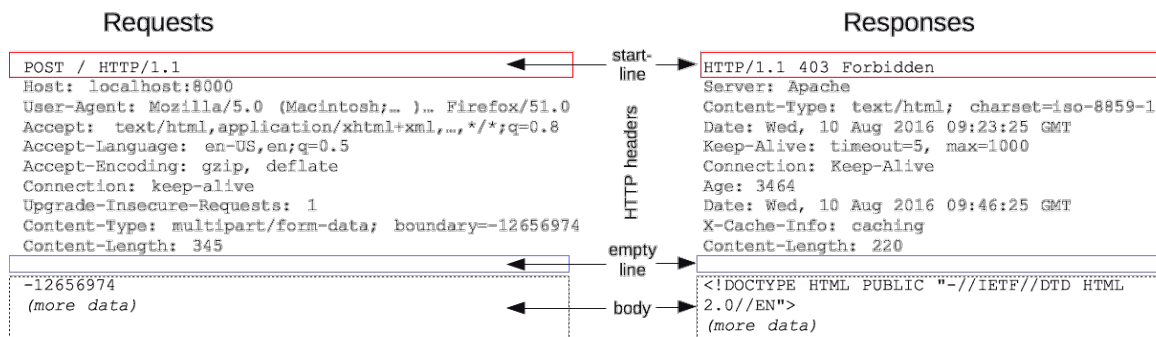 Requests
POST / HTTP/1.1
Host: localhost:8000
User-Agent: Mozilla/5.0 (Macintosh;… )… Firefox/51.0
Accept: text/html,application/xhtml+xml,…,*/*;q=0.8
Accept-Language: en-US,en;q=0.5
Accept-Encoding: gzip, deflate
Connection: keep-alive
Upgrade-Insecure-Requests: 1
Content-Type: multipart/form-data; boundary=-12656974
Content-Length: 345
-12656974
(more data)
start-
line
HTTP headers
empty
line
body
Responses
HTTP/1.1 403 Forbidden
Server: Apache
Content-Type: text/html; charset=iso-8859-1
Date: Wed, 10 Aug 2016 09:23:25 GMT
Keep-Alive: timeout=5, max=1000
Connection: Keep-Alive
Age: 3464
Date: Wed, 10 Aug 2016 09:46:25 GMT
X-Cache-Info: caching
Content-Length: 220
<!DOCTYPE HTML PUBLIC "-//IETF//DTD HTML
2.0//EN">
(more data)